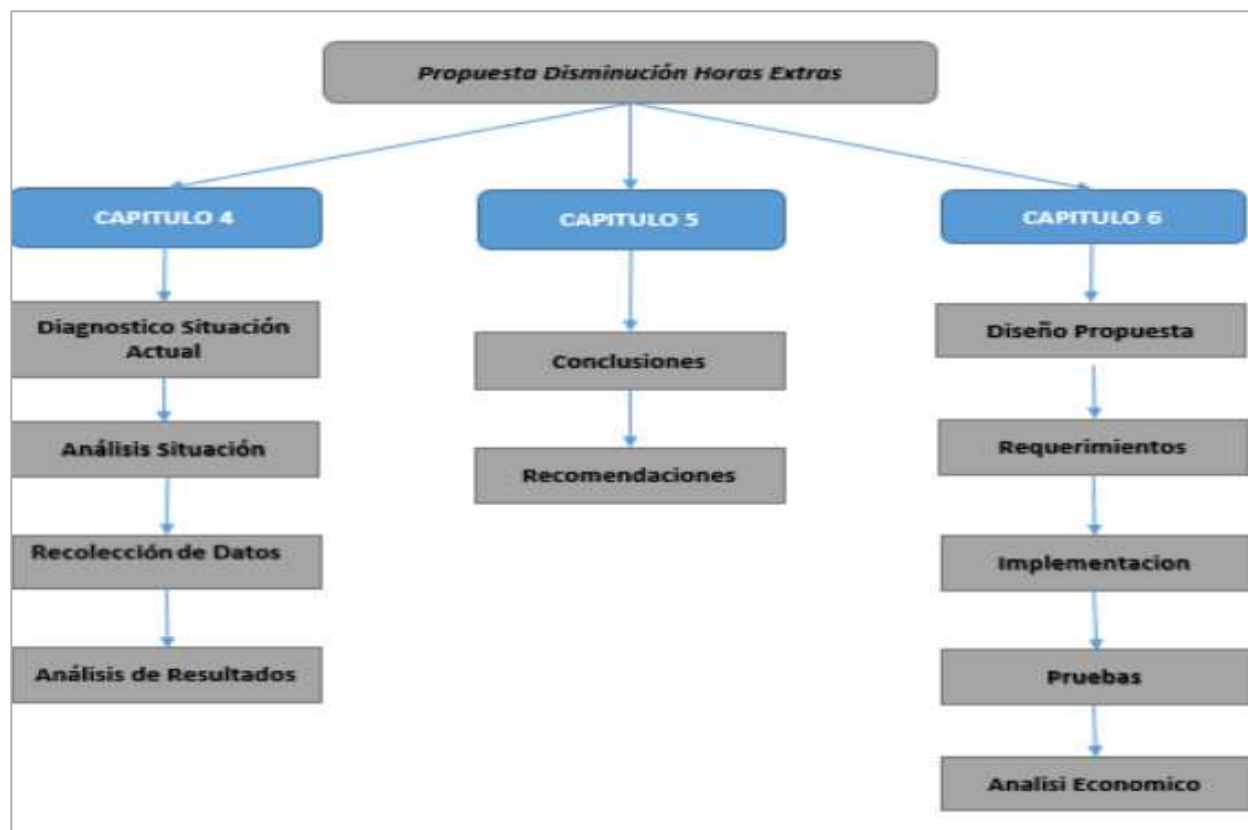 Propuesta Disminución Horas Extras
CAPITULO 4
Diagnostico Situación
Actual
Análisis Situación
Recolección de Datos
Análisis de Resultados
CAPITULO 5
Conclusiones
Recomendaciones
CAPITULO 6
Diseño Propuesta
Requerimientos
Implementacion
Pruebas
Analisi Economico